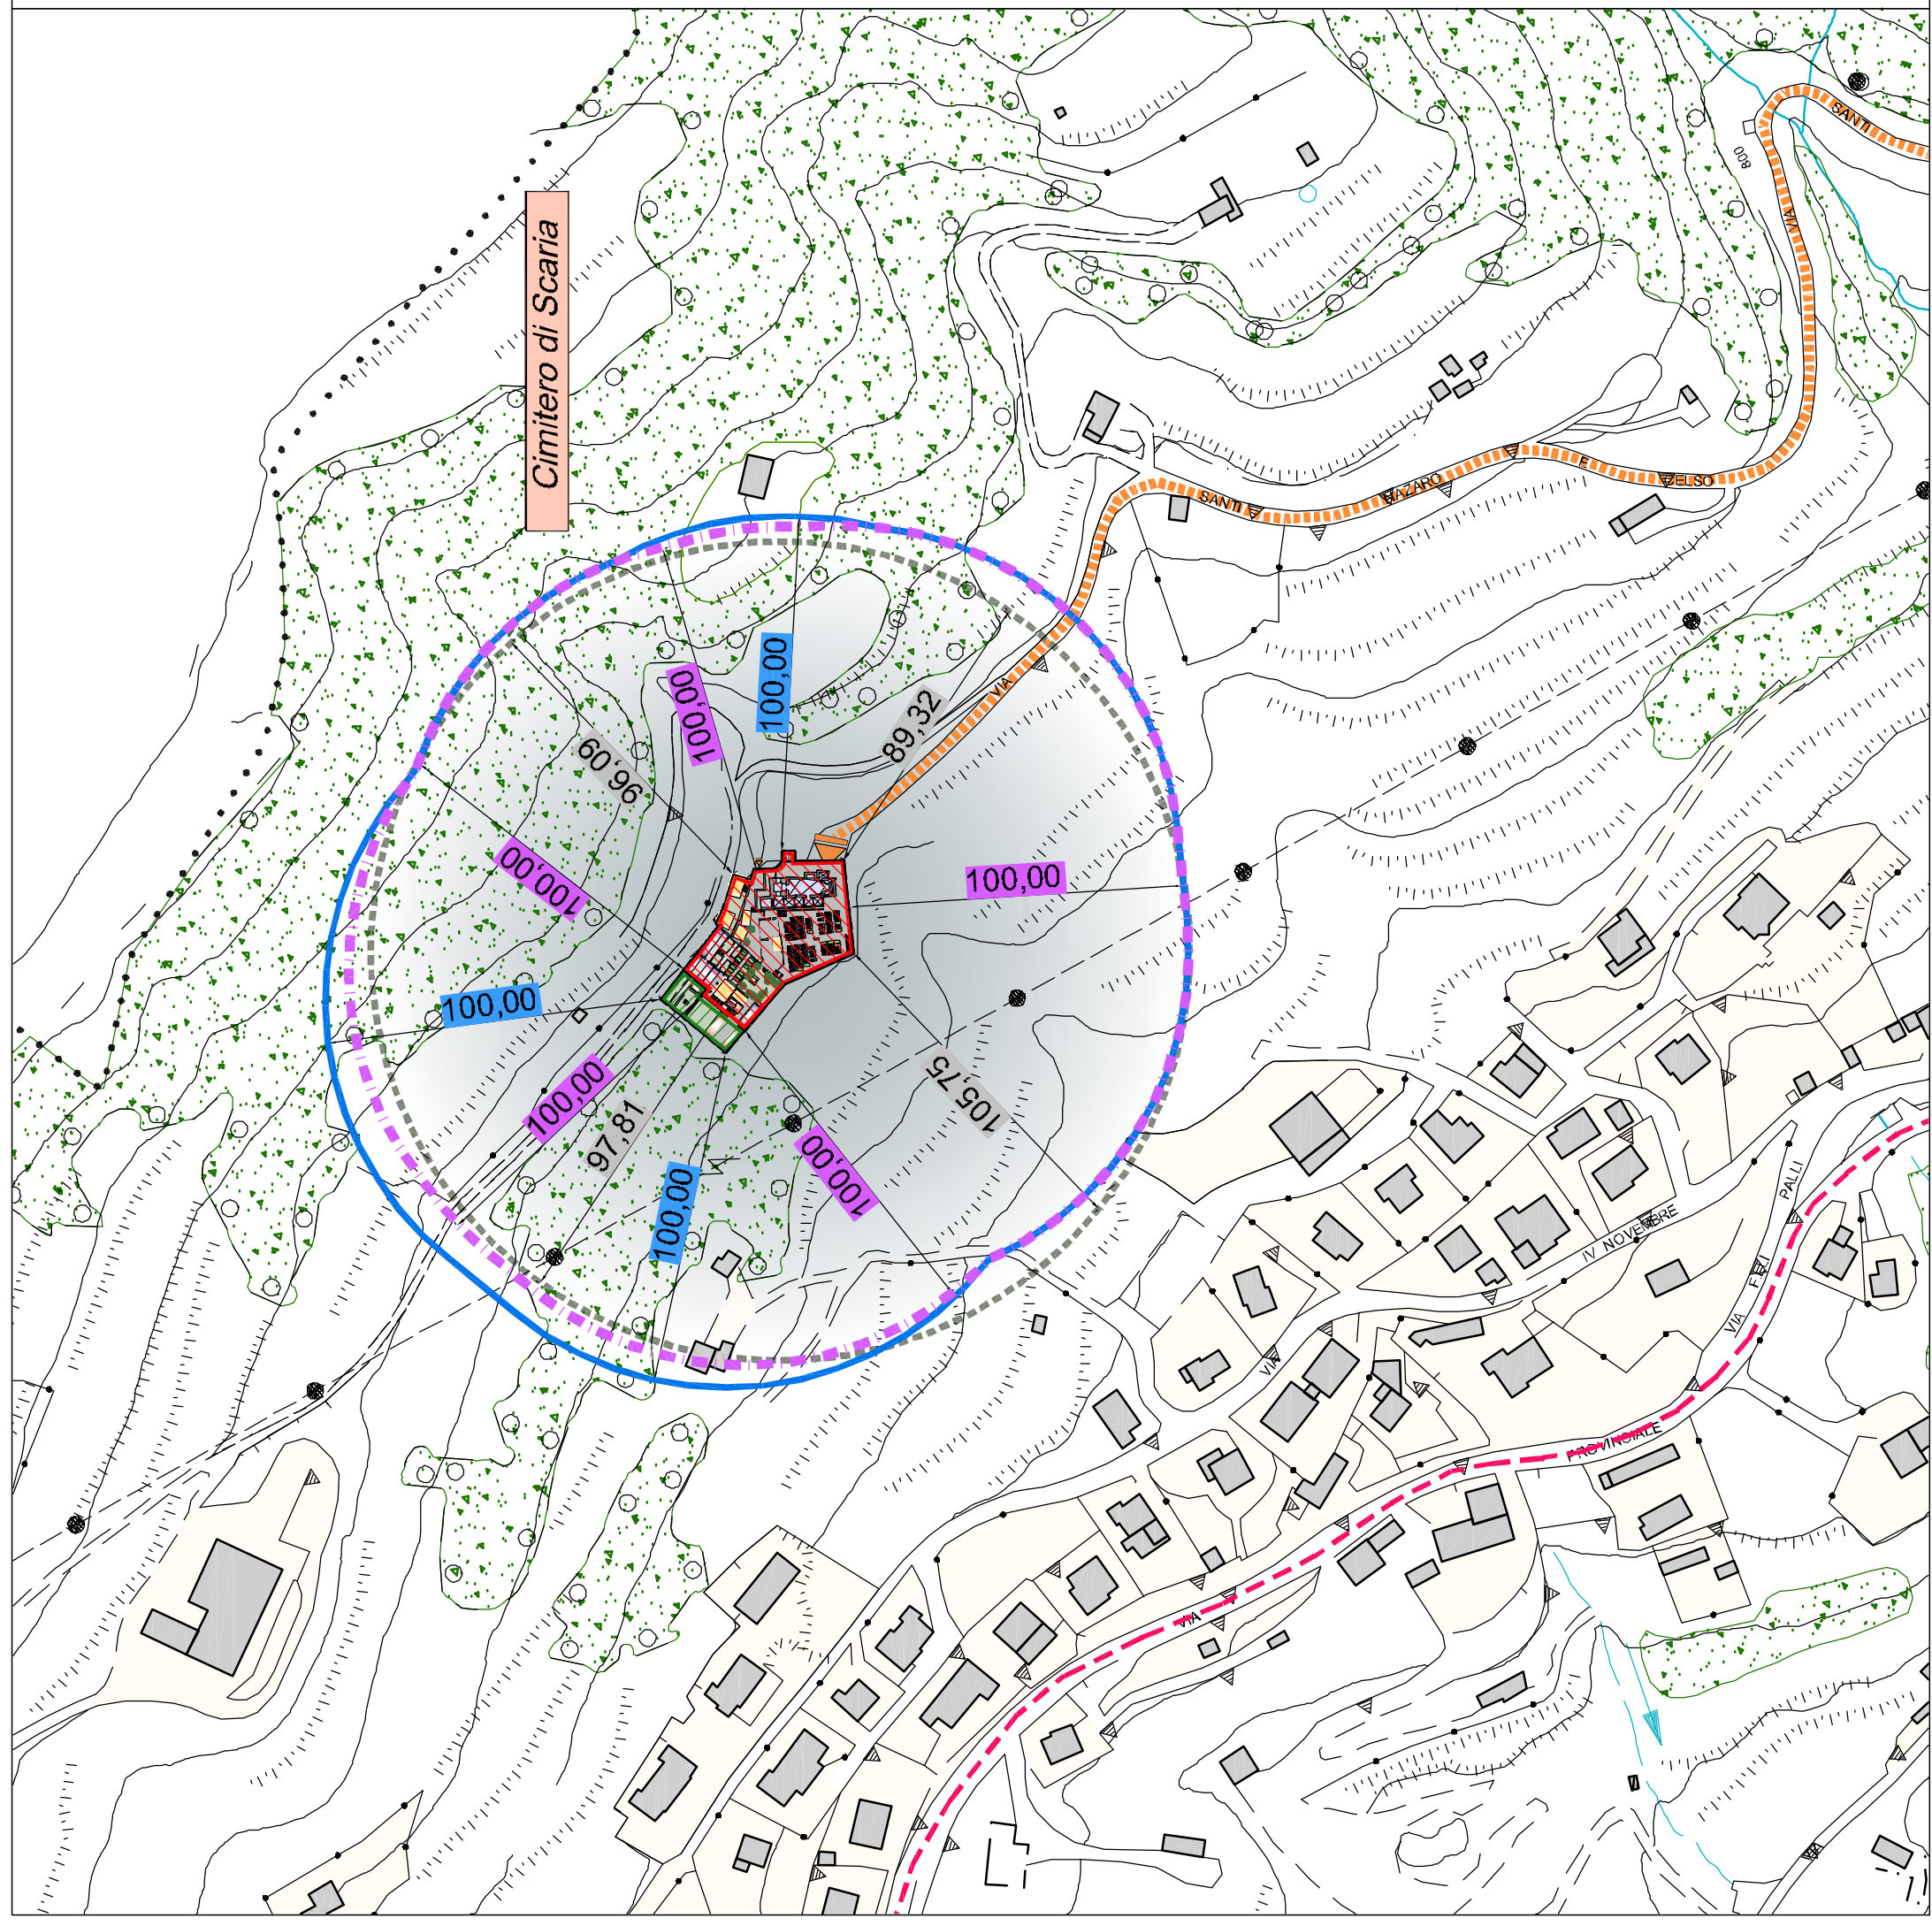 SANTI
VIA
800
Cimitero di Scaria
SANTI
NAZARO
E
CELSO
VIA
100,00
100,00
89,32
96,09
100,00
100,00
100,00
100,00
97,81
100,00
100,00
105,75
PALLI
F.LLI
VIA
IV NOVEMBRE
VIA
PROVINCIALE
VIA